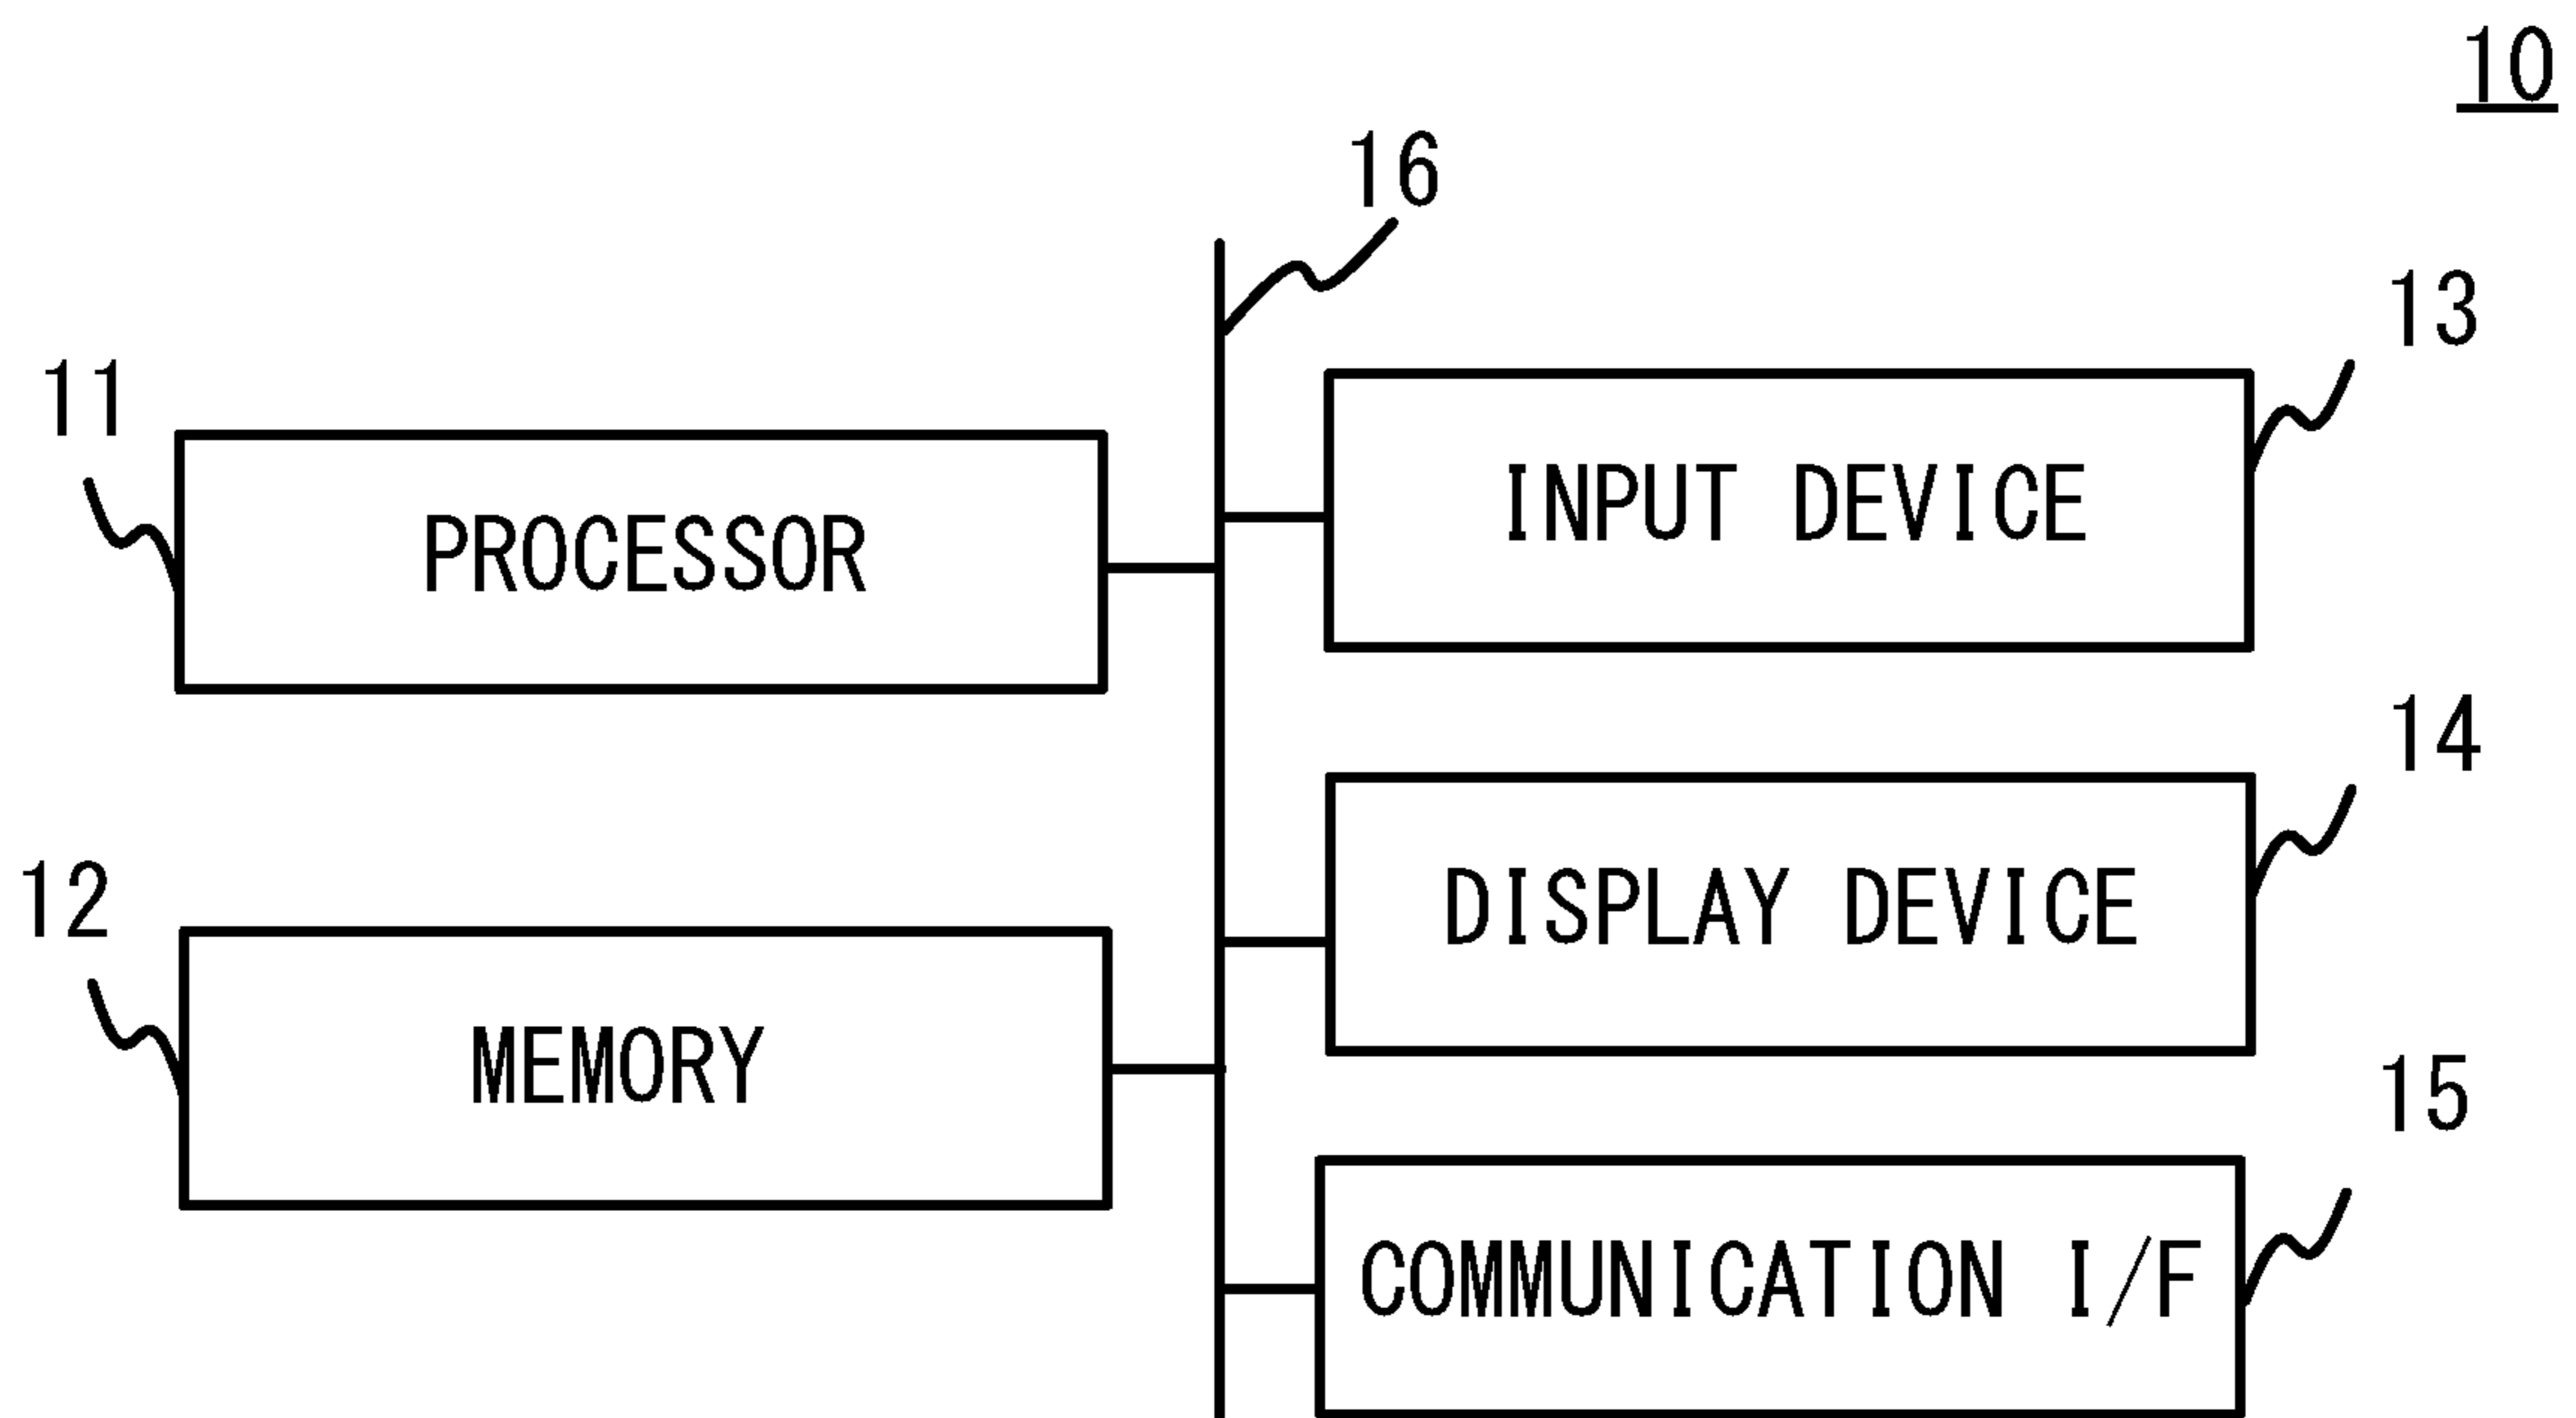 10
16
13
11
INPUT DEVICE
PROCESSOR
14
12
DISPLAY DEVICE
MEMORY
15
COMMUNICATION I/F